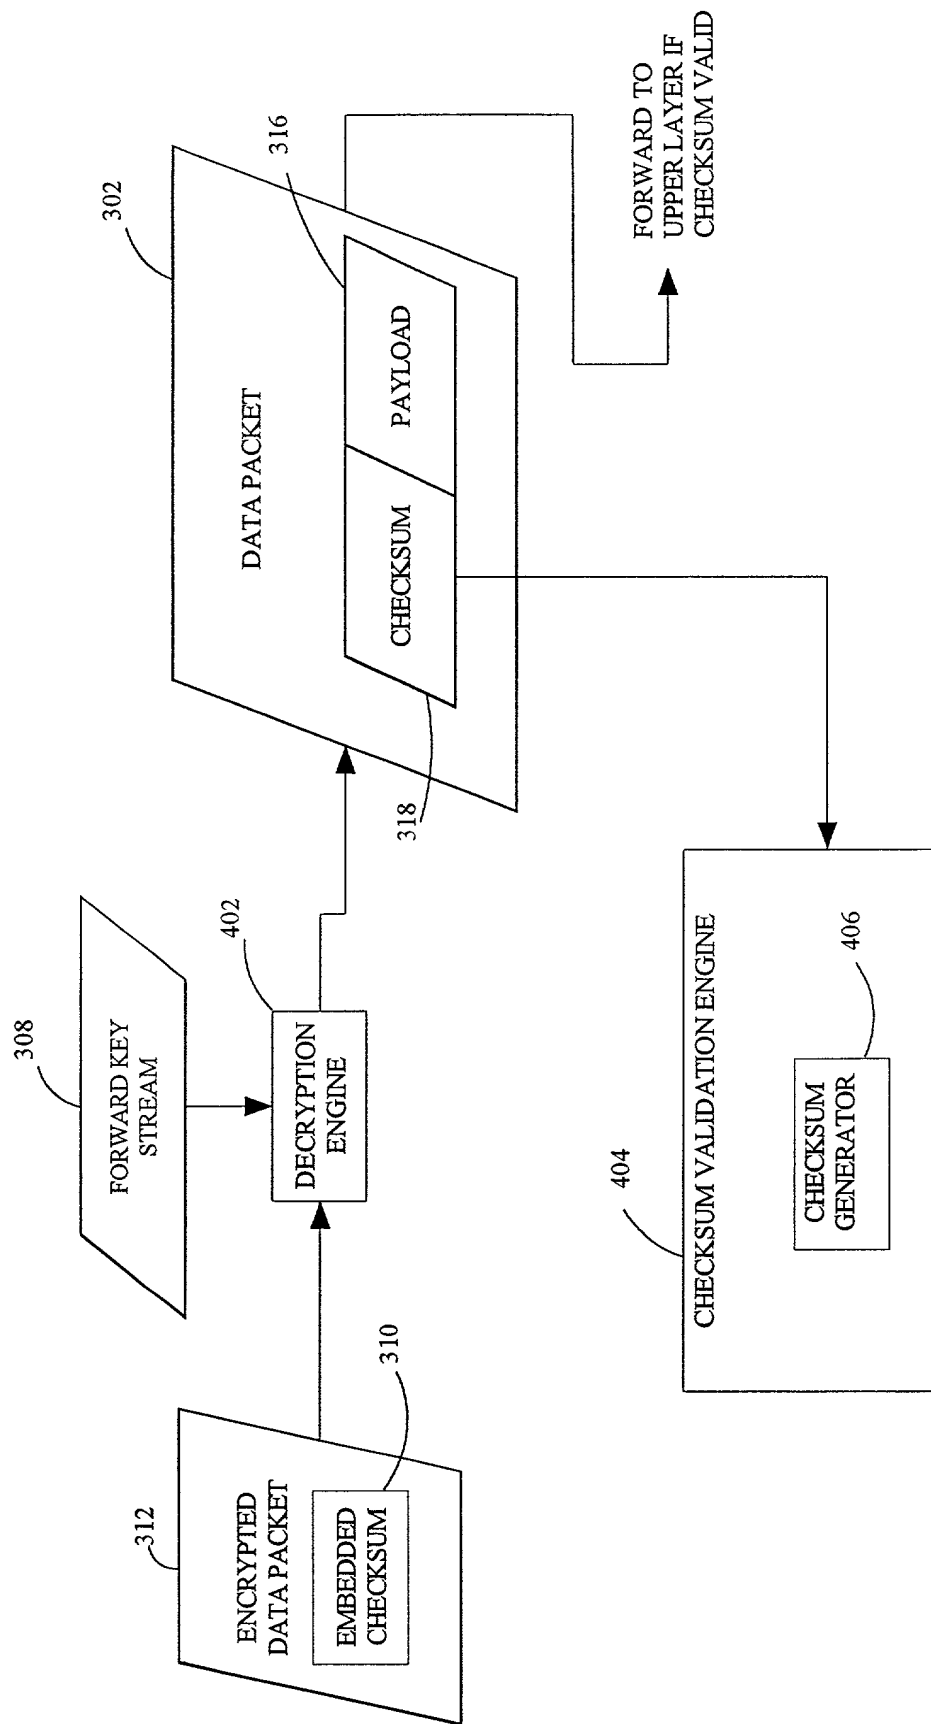 312
ENCRYPTED
DATA PACKET
EMBEDDED
CHECKSUM
310
308
FORWARD KEY
STREAM
402
DECRYPTION
ENGINE
302
DATA PACKET
CHECKSUM
PAYLOAD
316
318
FORWARD TO
UPPER LAYER IF
CHECKSUM VALID
404
CHECKSUM VALIDATION ENGINE
CHECKSUM
GENERATOR
406